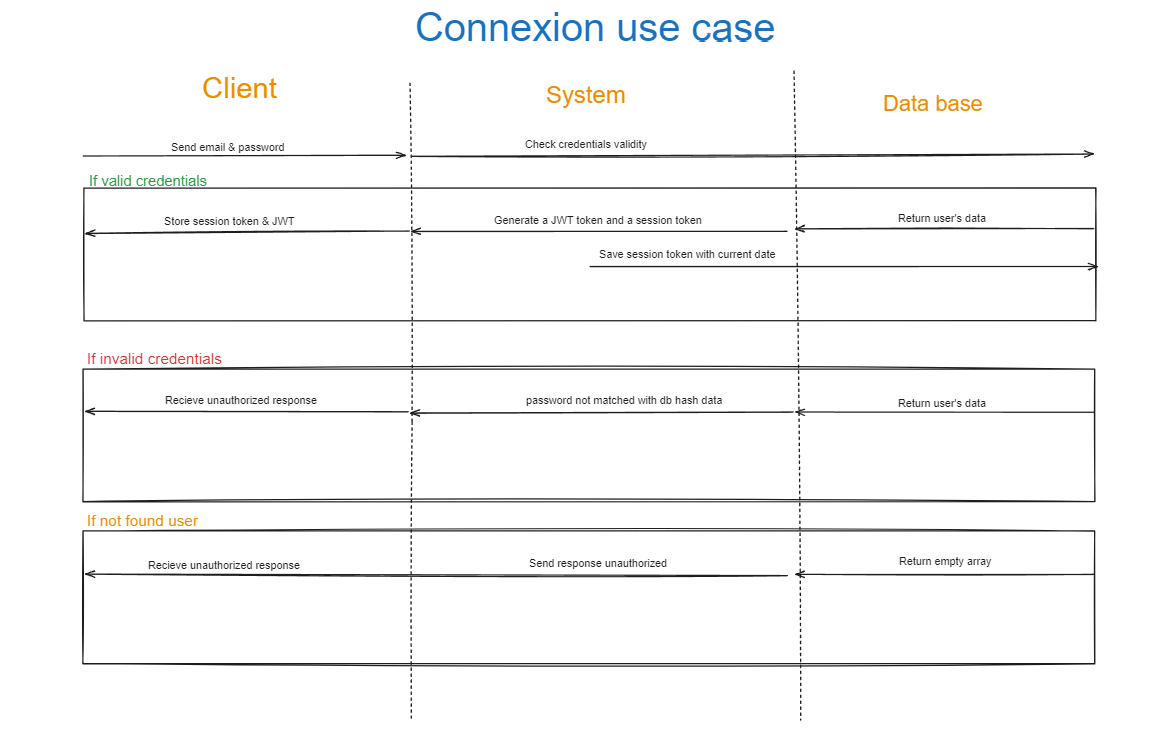 Connexion use case
Client
System
Data base
Send email & password
Check credentials validity
If valid credentials
Store session token & JWT
Generate a JWT token and a session token
Return user's data
Save session token with current date
If invalid credentials
Recieve unauthorized response
password not matched with db hash data
Return user's data
If not found user
Recieve unauthorized response
Send response unauthorized
Return empty array